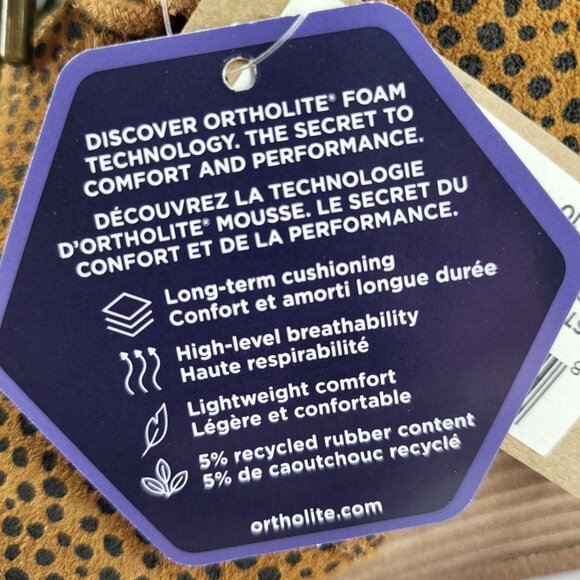 DISCOVER ORTHOLITE® FOAM
TECHNOLOGY. THE SECRET TO
COMFORT AND PERFORMANCE.
DÉCOUVREZ LA TECHNOLOGIE
D'ORTHOLITE® MOUSSE. LE SECRET DU
CONFORT ET DE LA PERFORMANCE.
Long-term cushioning
Confort et amorti longue durée
High-level breathability
Haute respirabilité
Lightweight comfort
Légère et confortable
5% recycled rubber content
5% de caoutchouc recyclé
ortholite.com